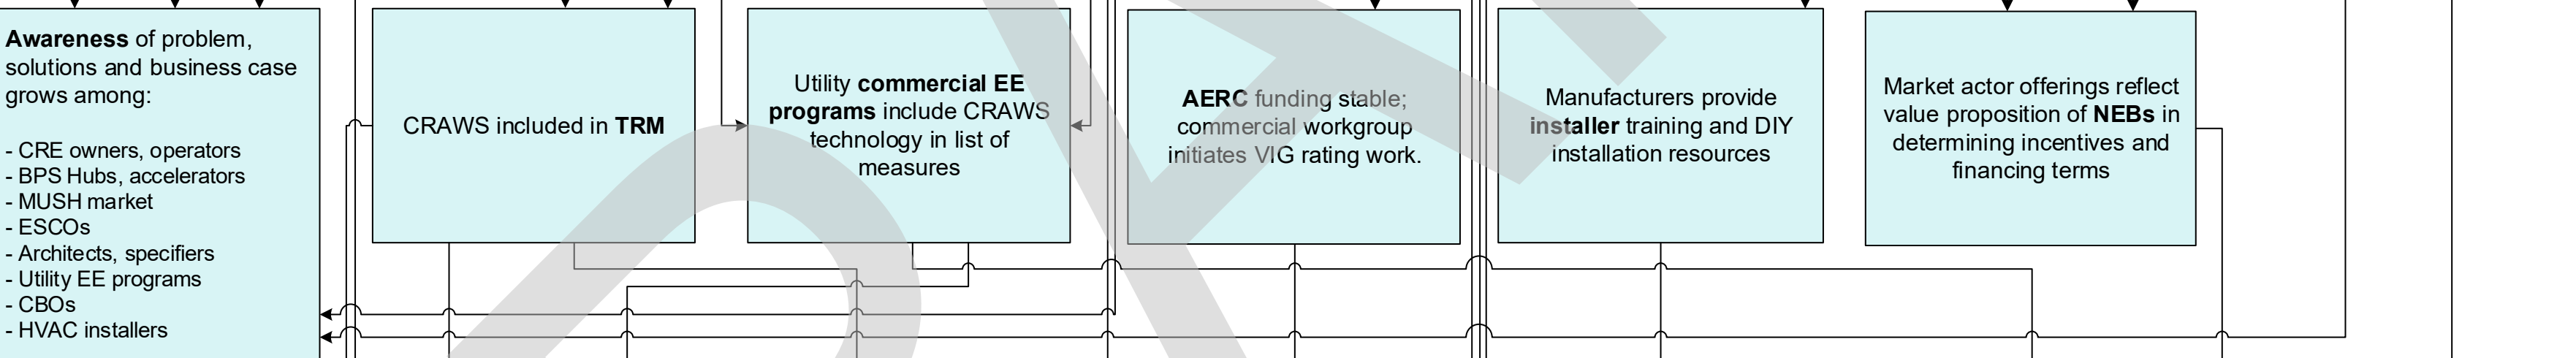 Awareness of problem,
solutions and business case
grows among:
- CRE owners, operators
- BPS Hubs, accelerators
- MUSH market
- ESCOs
- Architects, specifiers
- Utility EE programs
- CBOs
- HVAC installers
CRAWS included in TRM
Utility commercial EE
programs include CRAWS
technology in list of
measures
AERC funding stable;
commercial workgroup
initiates VIG rating work.
Manufacturers provide
installer training and DIY
installation resources
Market actor offerings reflect
value proposition of NEBs in
determining incentives and
financing terms